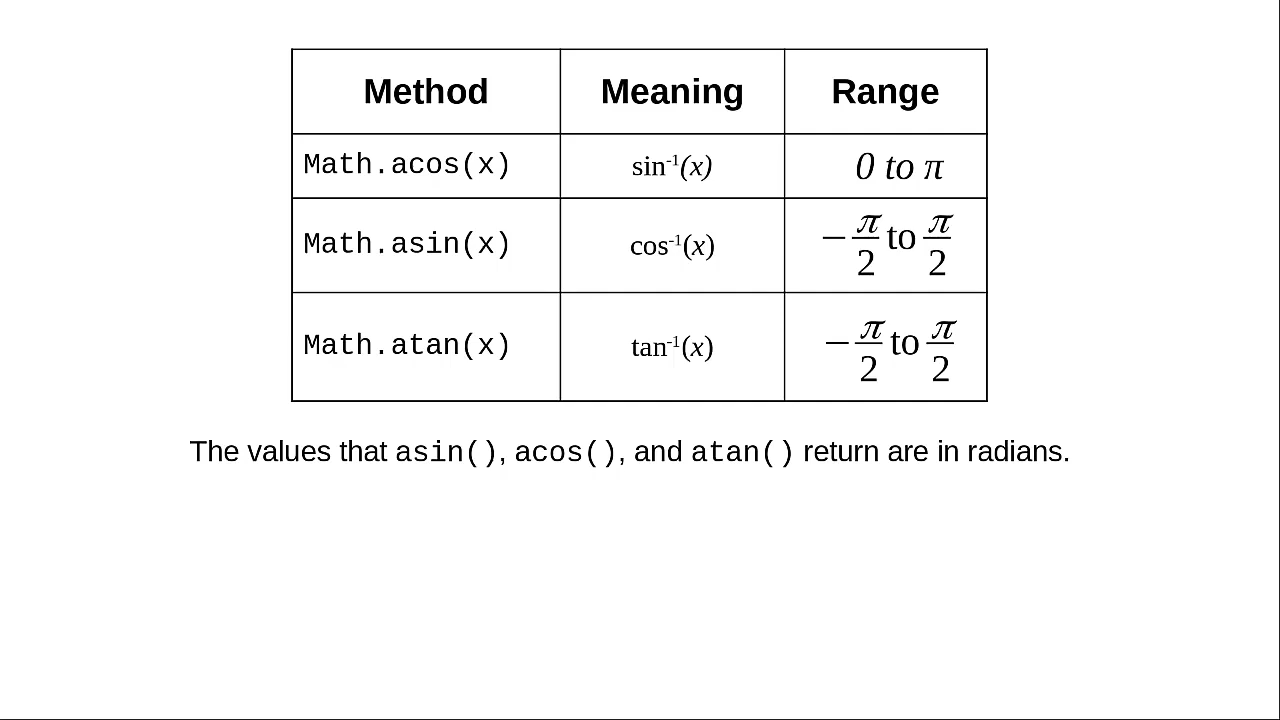 Method Meaning Range
Math.acos(x) sin⁻¹(x) 0 to π
Math.asin(x) cos⁻¹(x) −π/2 to π/2
Math.atan(x) tan⁻¹(x) −π/2 to π/2
The values that asin(), acos(), and atan() return are in radians.